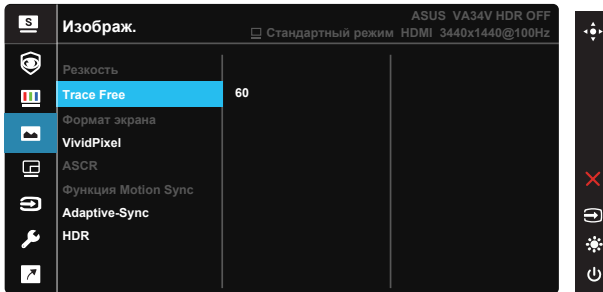 S
Изображ.
ASUS VA34V HDR OFF
Стандартный режим HDMI 3440x1440@100Hz
Резкость
Trace Free 60
Формат экрана
VividPixel
ASCR
Функция Motion Sync
Adaptive-Sync
HDR